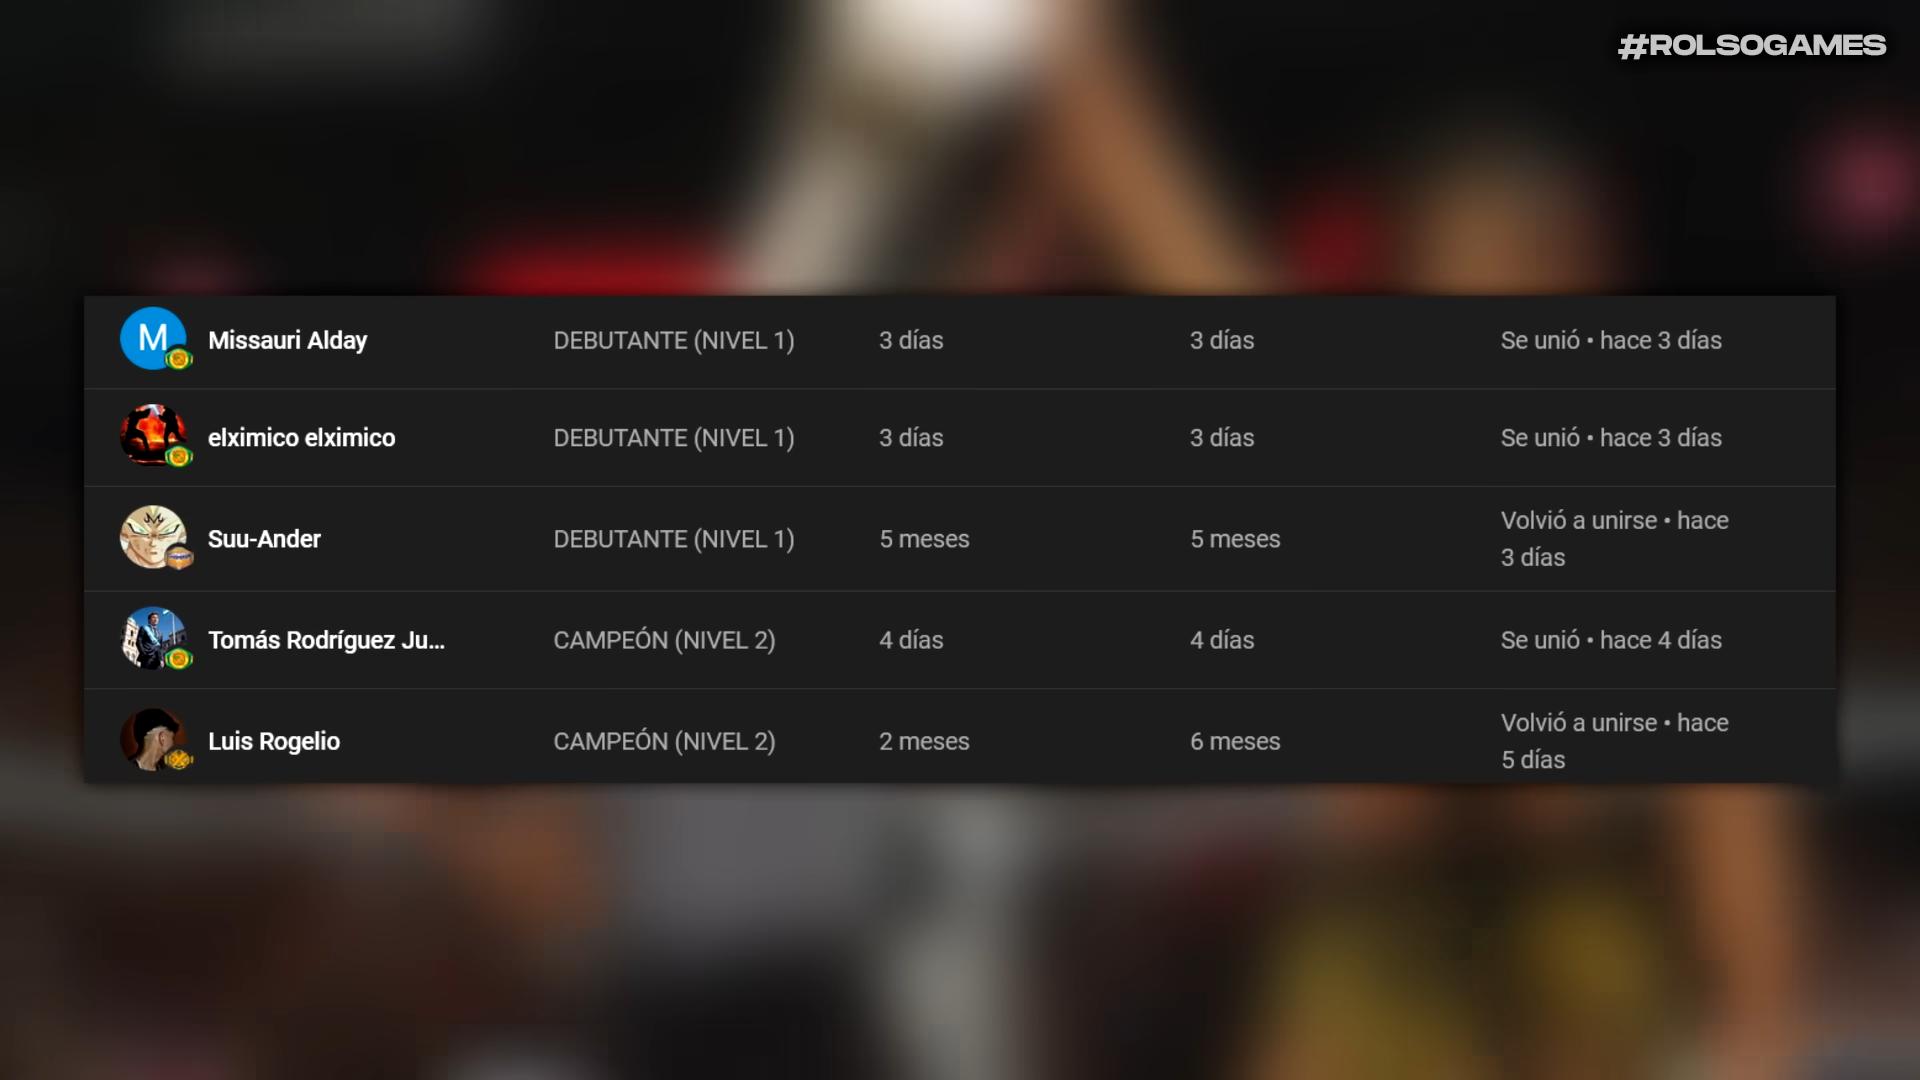 #ROLSOGAMES
M Missauri Alday DEBUTANTE (NIVEL 1) 3 días 3 días Se unió • hace 3 días
elximico elximico DEBUTANTE (NIVEL 1) 3 días 3 días Se unió • hace 3 días
Suu-Ander DEBUTANTE (NIVEL 1) 5 meses 5 meses Volvió a unirse • hace
3 días
Tomás Rodríguez Ju... CAMPEÓN (NIVEL 2) 4 días 4 días Se unió • hace 4 días
Luis Rogelio CAMPEÓN (NIVEL 2) 2 meses 6 meses Volvió a unirse • hace
5 días